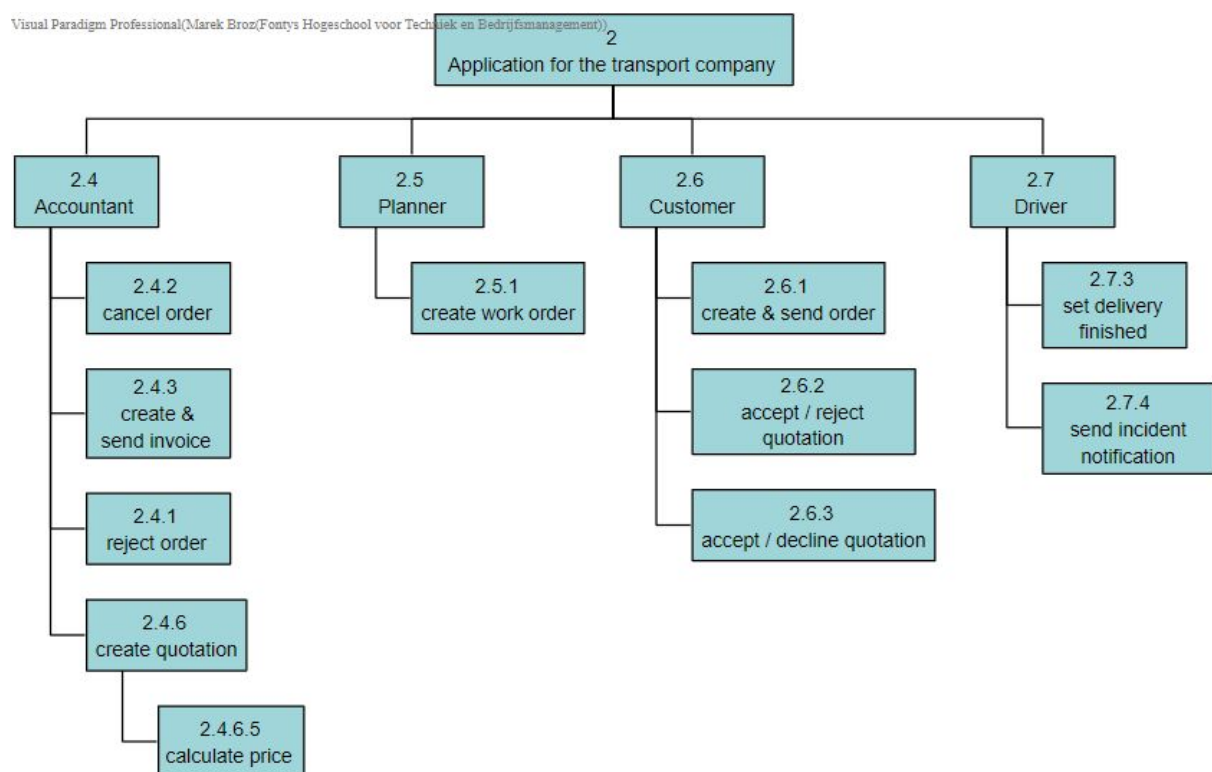 Visual Paradigm Professional(Marek Broz(Fontys Hogeschool voor Techniek en Bedrijfsmanagement))
2
Application for the transport company
2.4
Accountant
2.5
Planner
2.6
Customer
2.7
Driver
2.4.2
cancel order
2.4.3
create &
send invoice
2.4.1
reject order
2.4.6
create quotation
2.4.6.5
calculate price
2.5.1
create work order
2.6.1
create & send order
2.6.2
accept / reject
quotation
2.6.3
accept / decline quotation
2.7.3
set delivery
finished
2.7.4
send incident
notification